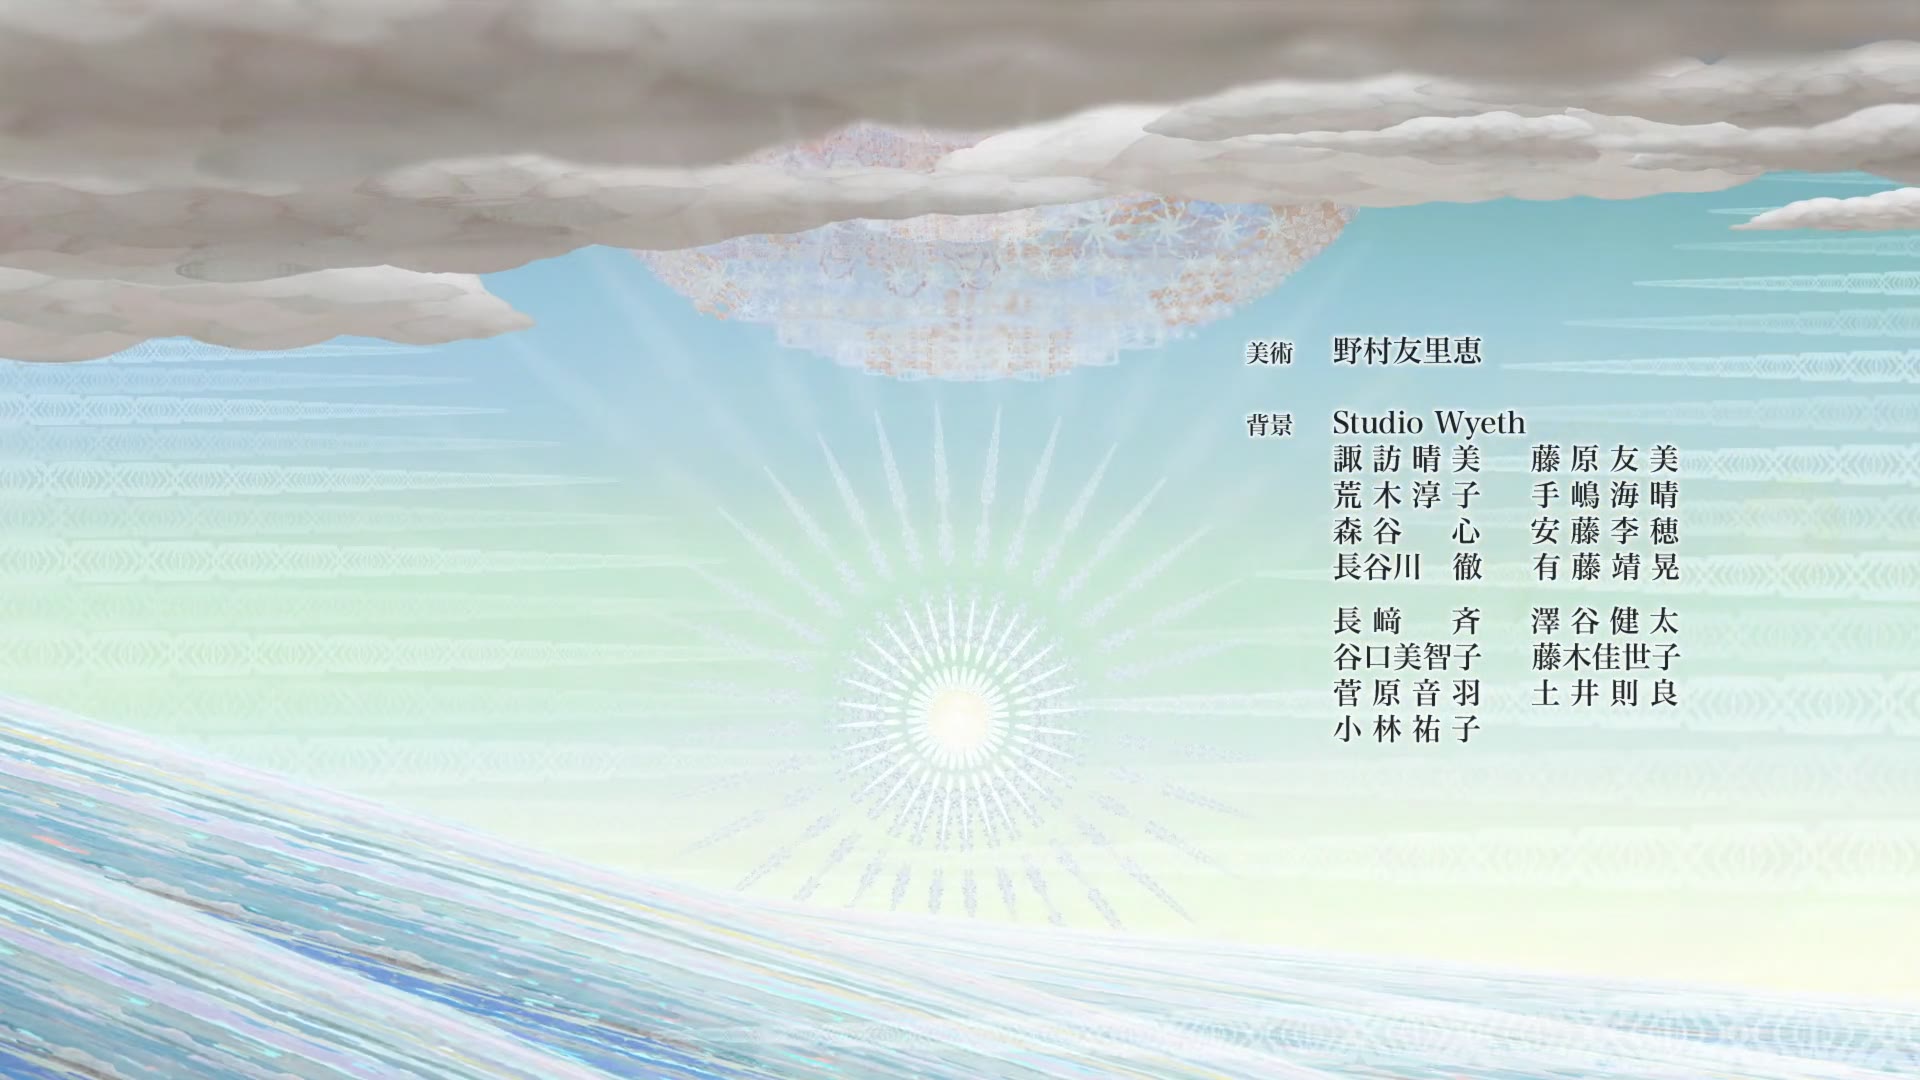 美術 野村友里恵
背景 Studio Wyeth
諏訪晴美 藤原友美
荒木淳子 手嶋海晴
森谷 心 安藤李穂
長谷川 徹 有藤靖晃
長﨑 斉 澤谷健太
谷口美智子 藤木佳世子
菅原音羽 土井則良
小林祐子